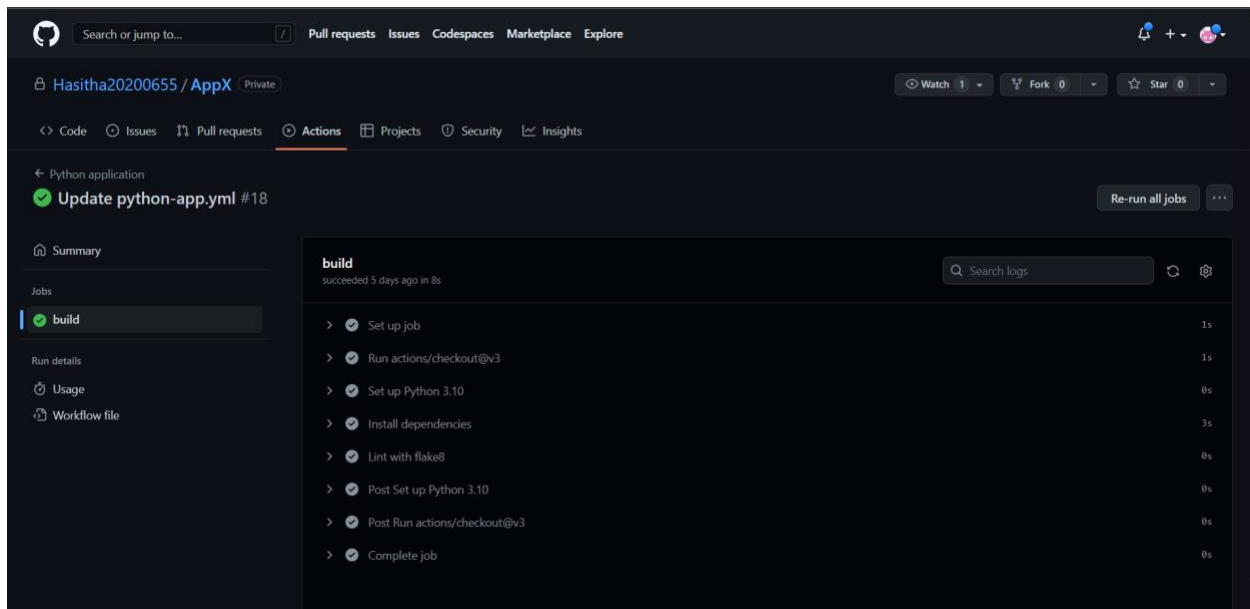 Search or jump to... /
Pull requests Issues Codespaces Marketplace Explore
Hasitha20200655 / AppX Private
Watch 1 Fork 0 Star 0
Code Issues Pull requests Actions Projects Security Insights
← Python application
Update python-app.yml #18
Re-run all jobs ...
Summary
Jobs
build
Run details
Usage
Workflow file
build
succeeded 5 days ago in 8s
Search logs
Set up job 1s
Run actions/checkout@v3 1s
Set up Python 3.10 0s
Install dependencies 3s
Lint with flake8 0s
Post Set up Python 3.10 0s
Post Run actions/checkout@v3 0s
Complete job 0s